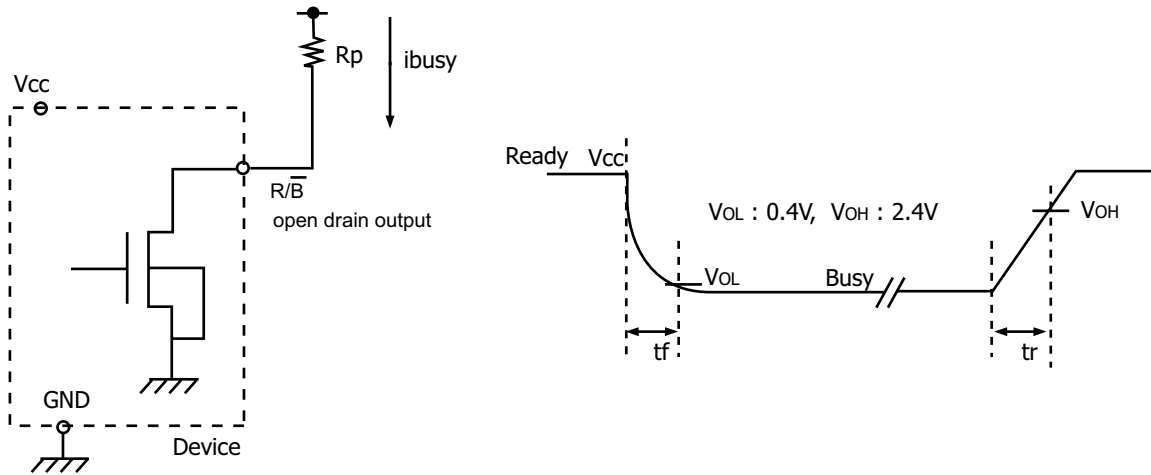 Rp
ibusy
Vcc
R/B̅
open drain output
GND
Device
Ready Vcc
VOL : 0.4V, VOH : 2.4V
VOH
VOL
Busy
tf
tr